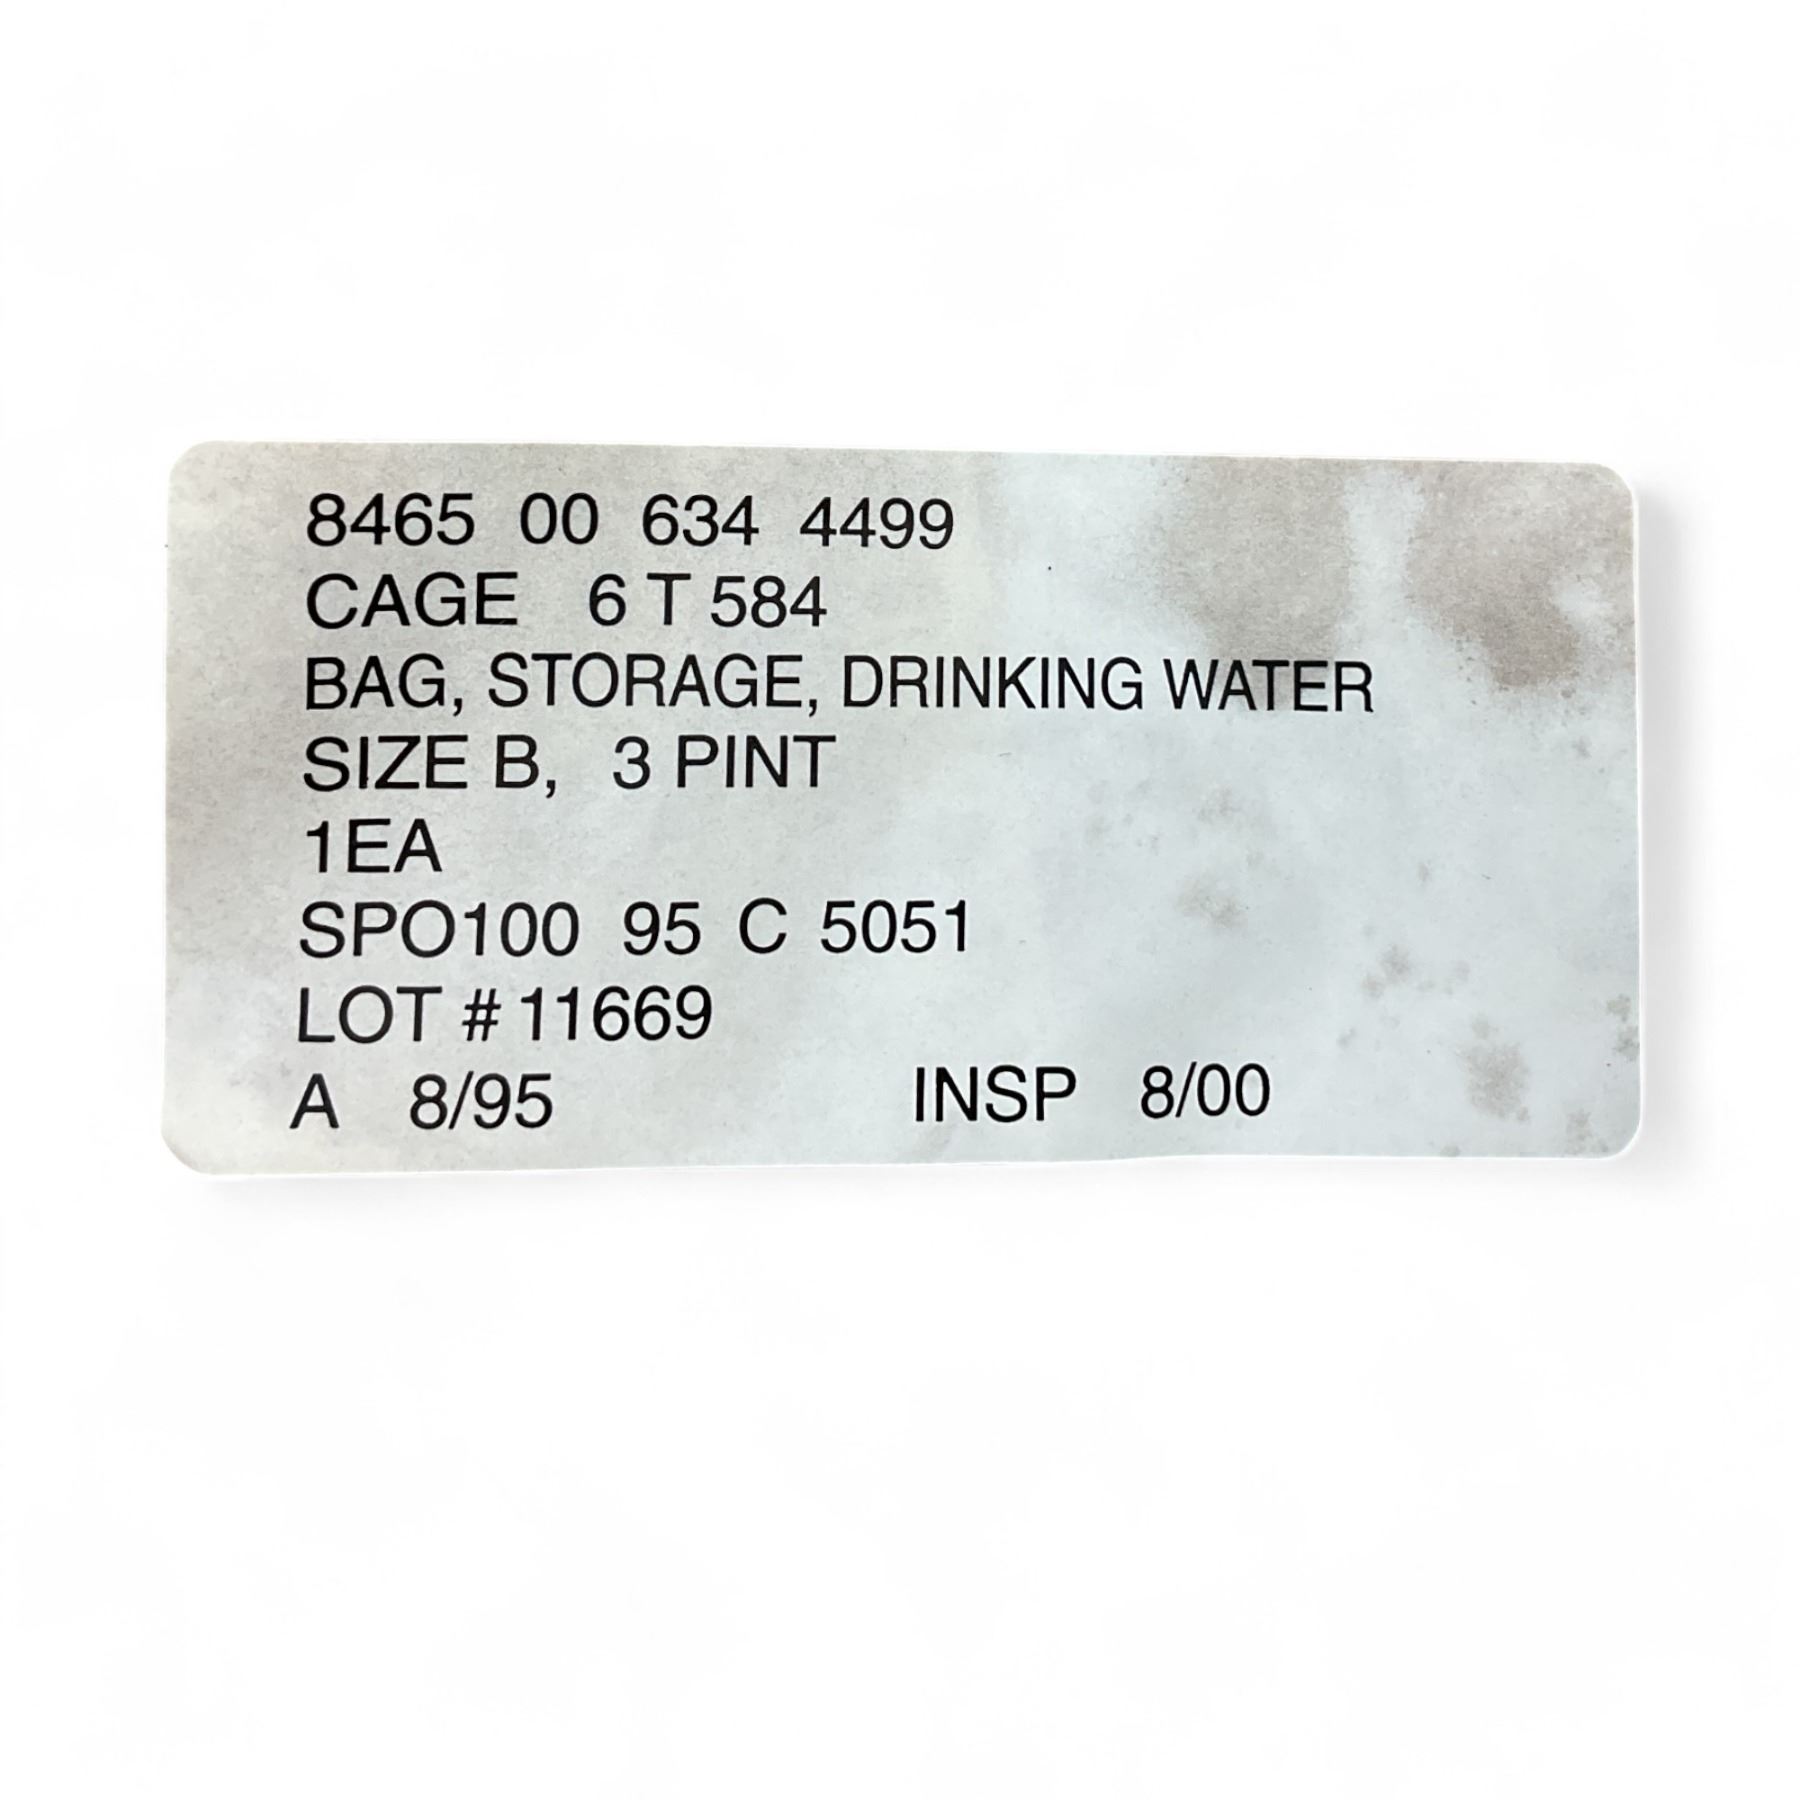 8465 00 634 4499
CAGE 6 T 584
BAG, STORAGE, DRINKING WATER
SIZE B, 3 PINT
1EA
SPO100 95 C 5051
LOT # 11669
A 8/95 INSP 8/00